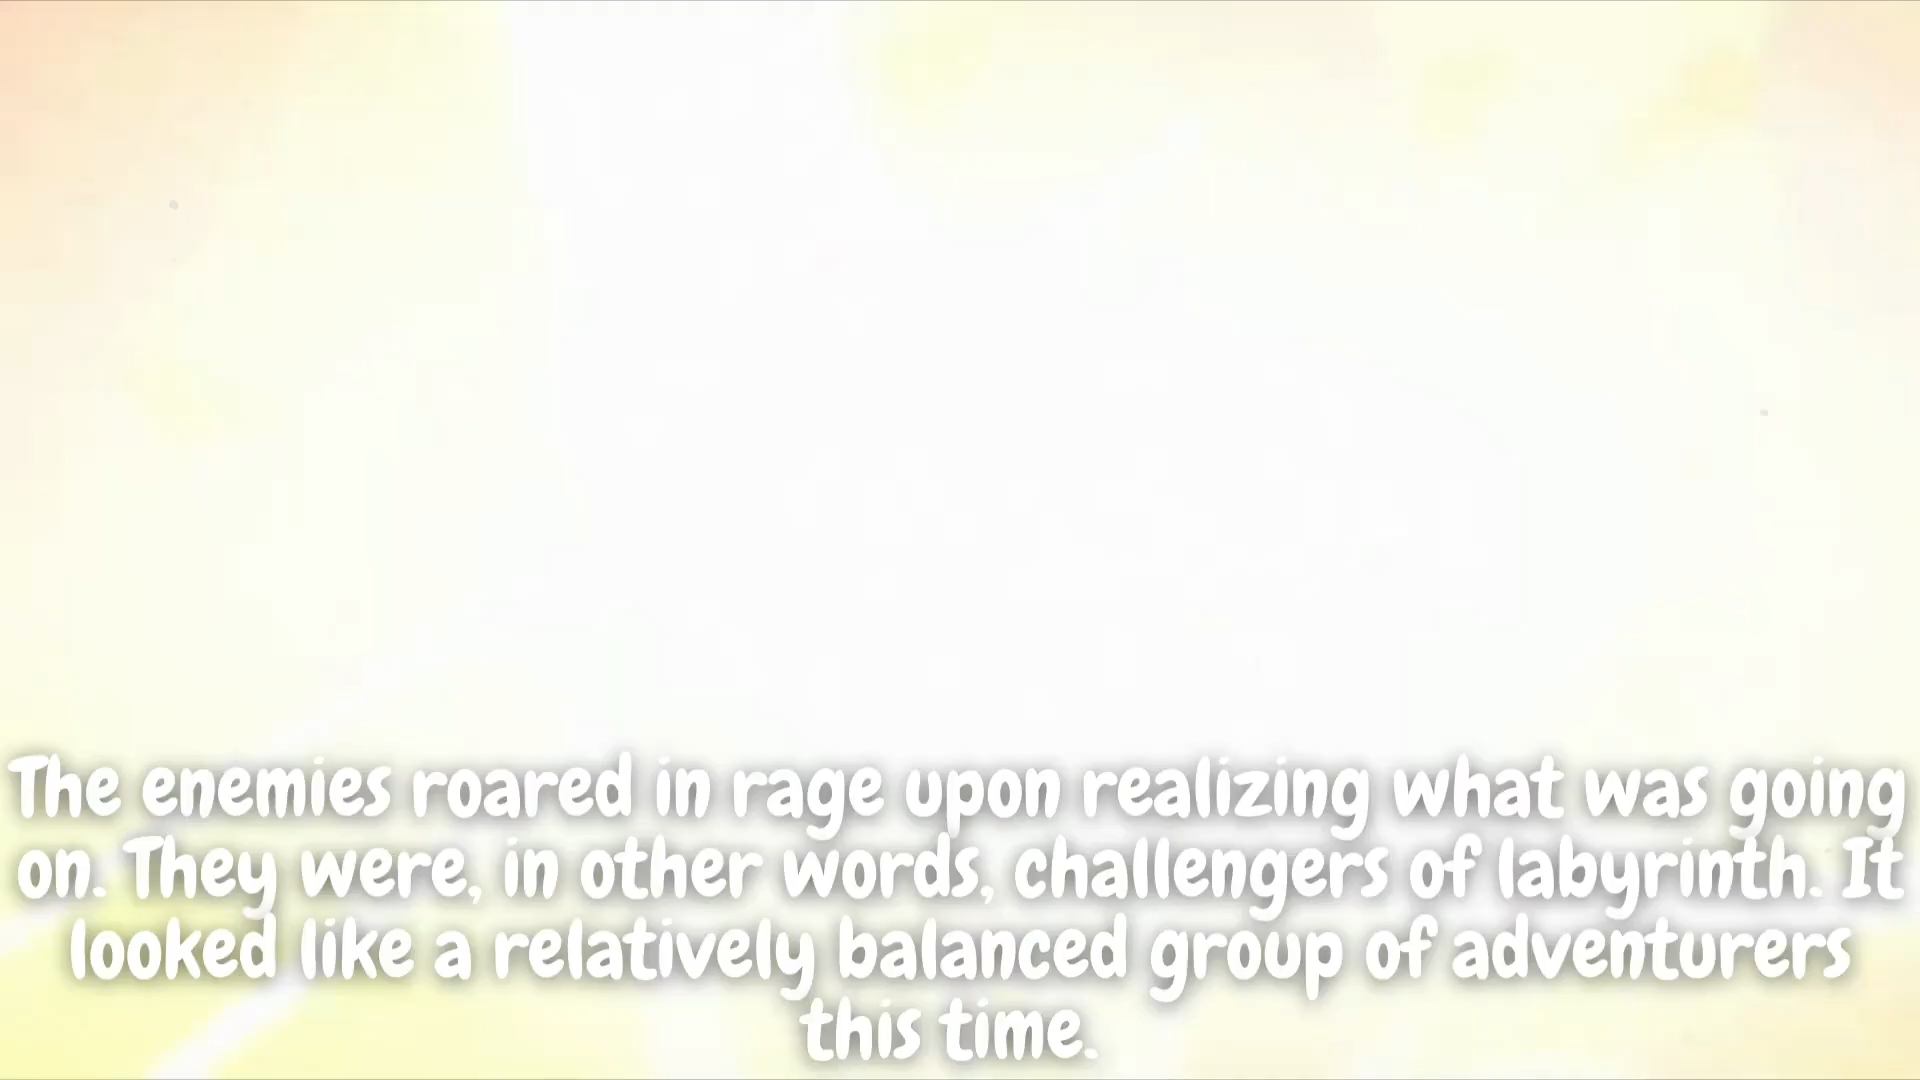 The enemies roared in rage upon realizing what was going
on. They were, in other words, challengers of labyrinth. It
looked like a relatively balanced group of adventurers
this time.